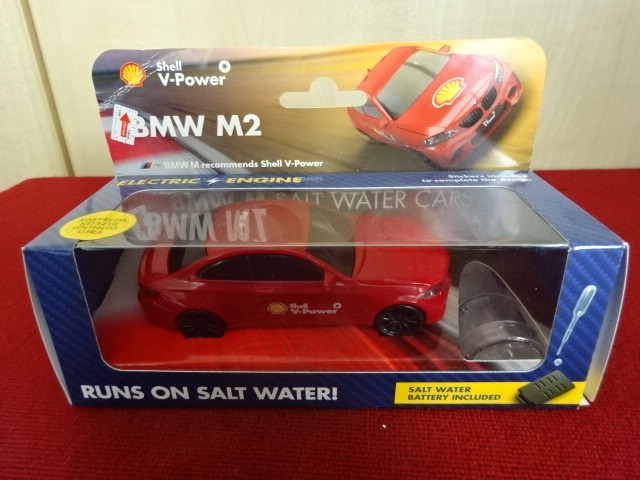 Shell
V-Power
BMW M2
BMW M recommends Shell V-Power
ELECTRIC ENGINE
Stickers included
to complete the design
BMW M SALT WATER CARS
BMW M2
Shell
V-Power
RUNS ON SALT WATER!
SALT WATER
BATTERY INCLUDED